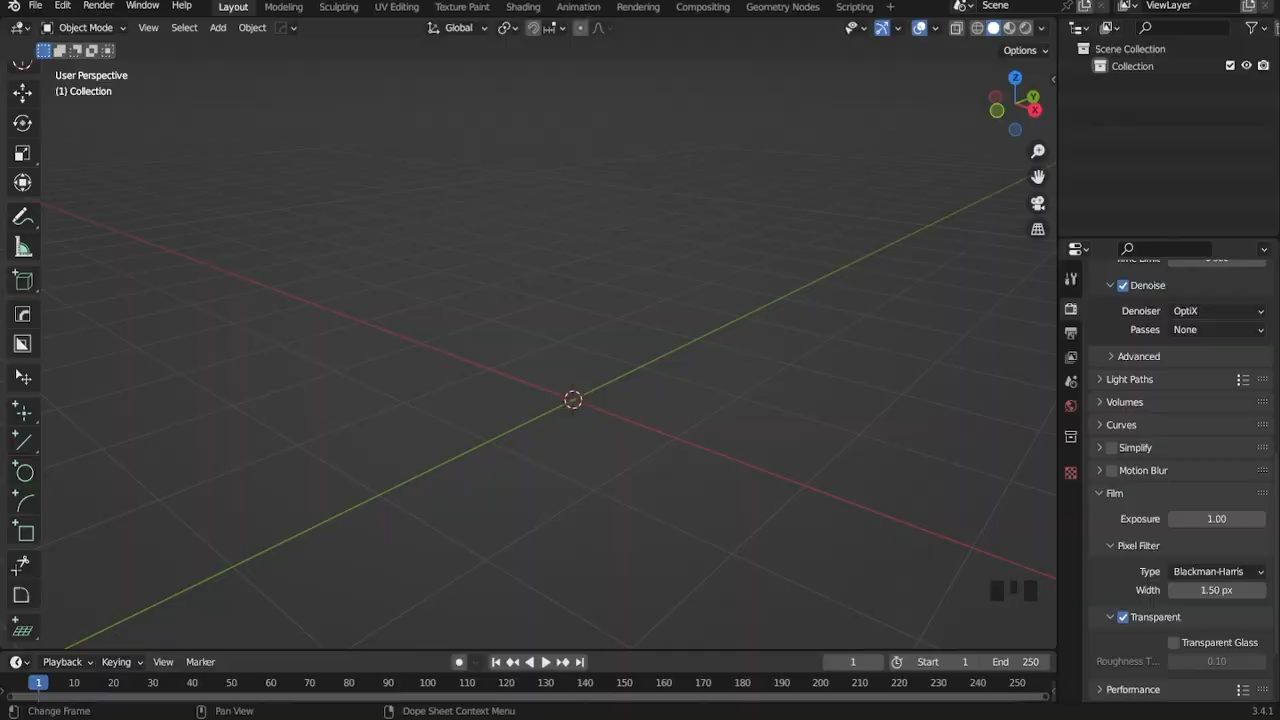 File Edit Render Window Help Layout Modeling Sculpting UV Editing Texture Paint Shading Animation Rendering Compositing Geometry Nodes Scripting + Scene ViewLayer
Object Mode View Select Add Object Global
Options
User Perspective
(1) Collection
Z
Y
X
Scene Collection
Collection
Denoise
Denoiser OptiX
Passes None
Advanced
Light Paths
Volumes
Curves
Simplify
Motion Blur
Film
Exposure 1.00
Pixel Filter
Type Blackman-Harris
Width 1.50 px
Transparent
Transparent Glass
Roughness T... 0.10
Performance
Playback Keying View Marker 1 Start 1 End 250
1 10 20 30 40 50 60 70 80 90 100 110 120 130 140 150 160 170 180 190 200 210 220 230 240 250
Change Frame Pan View Dope Sheet Context Menu 3.4.1